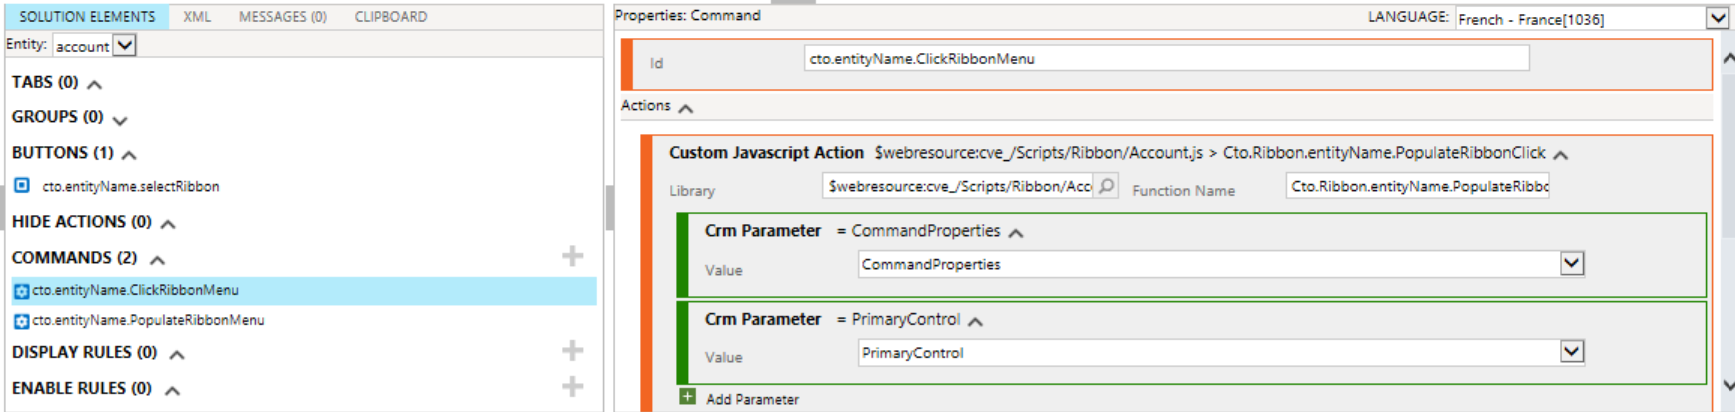 SOLUTION ELEMENTS XML MESSAGES (0) CLIPBOARD
Entity: account
TABS (0)
GROUPS (0)
BUTTONS (1)
cto.entityName.selectRibbon
HIDE ACTIONS (0)
COMMANDS (2)
cto.entityName.ClickRibbonMenu
cto.entityName.PopulateRibbonMenu
DISPLAY RULES (0)
ENABLE RULES (0)
Properties: Command LANGUAGE: French - France[1036]
Id cto.entityName.ClickRibbonMenu
Actions
Custom Javascript Action $webresource:cve_/Scripts/Ribbon/Account.js > Cto.Ribbon.entityName.PopulateRibbonClick
Library $webresource:cve_/Scripts/Ribbon/Acc Function Name Cto.Ribbon.entityName.PopulateRibbo
Crm Parameter = CommandProperties
Value CommandProperties
Crm Parameter = PrimaryControl
Value PrimaryControl
Add Parameter